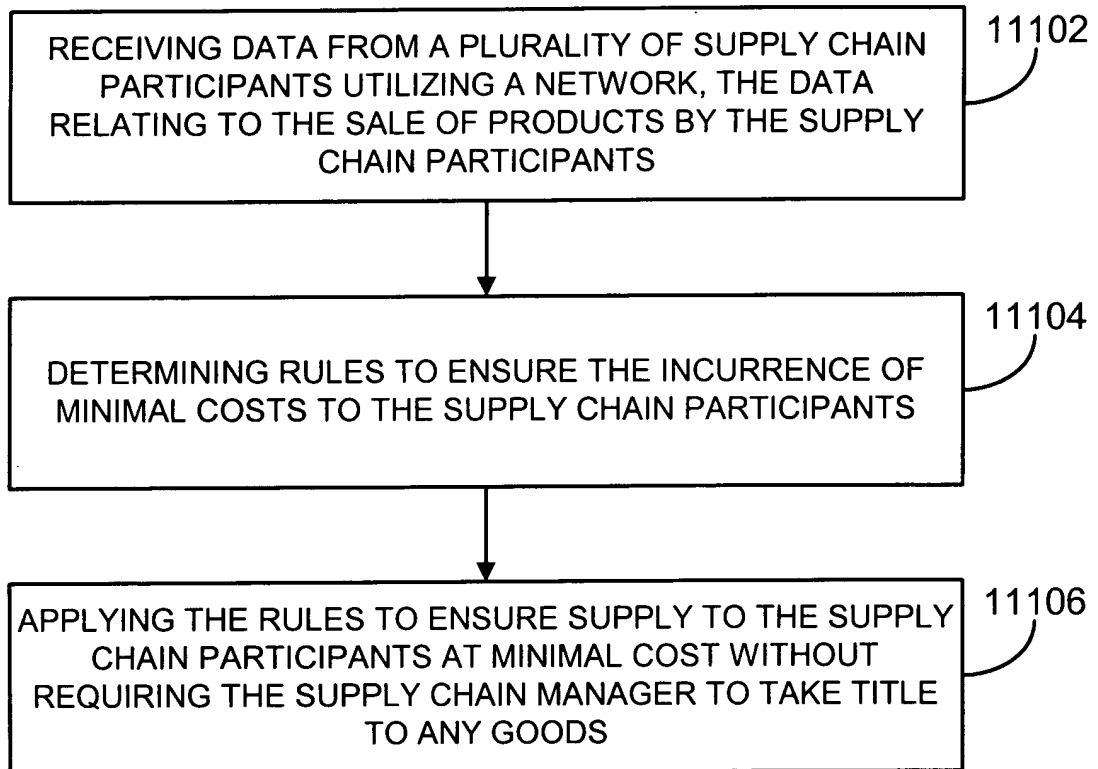 RECEIVING DATA FROM A PLURALITY OF SUPPLY CHAIN
PARTICIPANTS UTILIZING A NETWORK, THE DATA
RELATING TO THE SALE OF PRODUCTS BY THE SUPPLY
CHAIN PARTICIPANTS
11102
DETERMINING RULES TO ENSURE THE INCURRENCE OF
MINIMAL COSTS TO THE SUPPLY CHAIN PARTICIPANTS
11104
APPLYING THE RULES TO ENSURE SUPPLY TO THE SUPPLY
CHAIN PARTICIPANTS AT MINIMAL COST WITHOUT
REQUIRING THE SUPPLY CHAIN MANAGER TO TAKE TITLE
TO ANY GOODS
11106